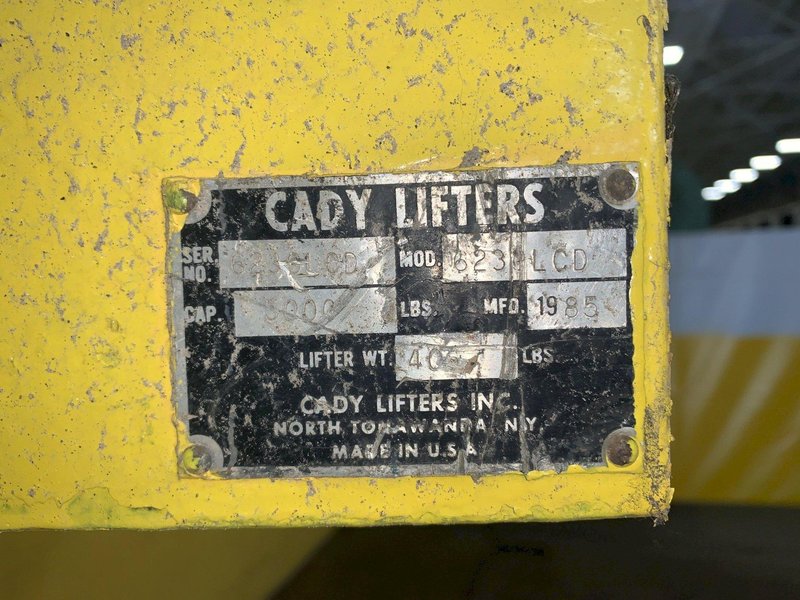 CADY LIFTERS
SER. NO. MOD. 623 LCD
CAP. LBS. MFD. 1985
LIFTER WT. LBS.
CADY LIFTERS INC.
NORTH TONAWANDA N.Y.
MADE IN U.S.A